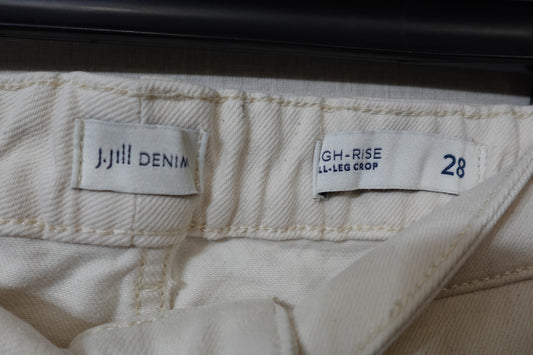 J.Jill DENIM
GH-RISE
LL-LEG CROP
28